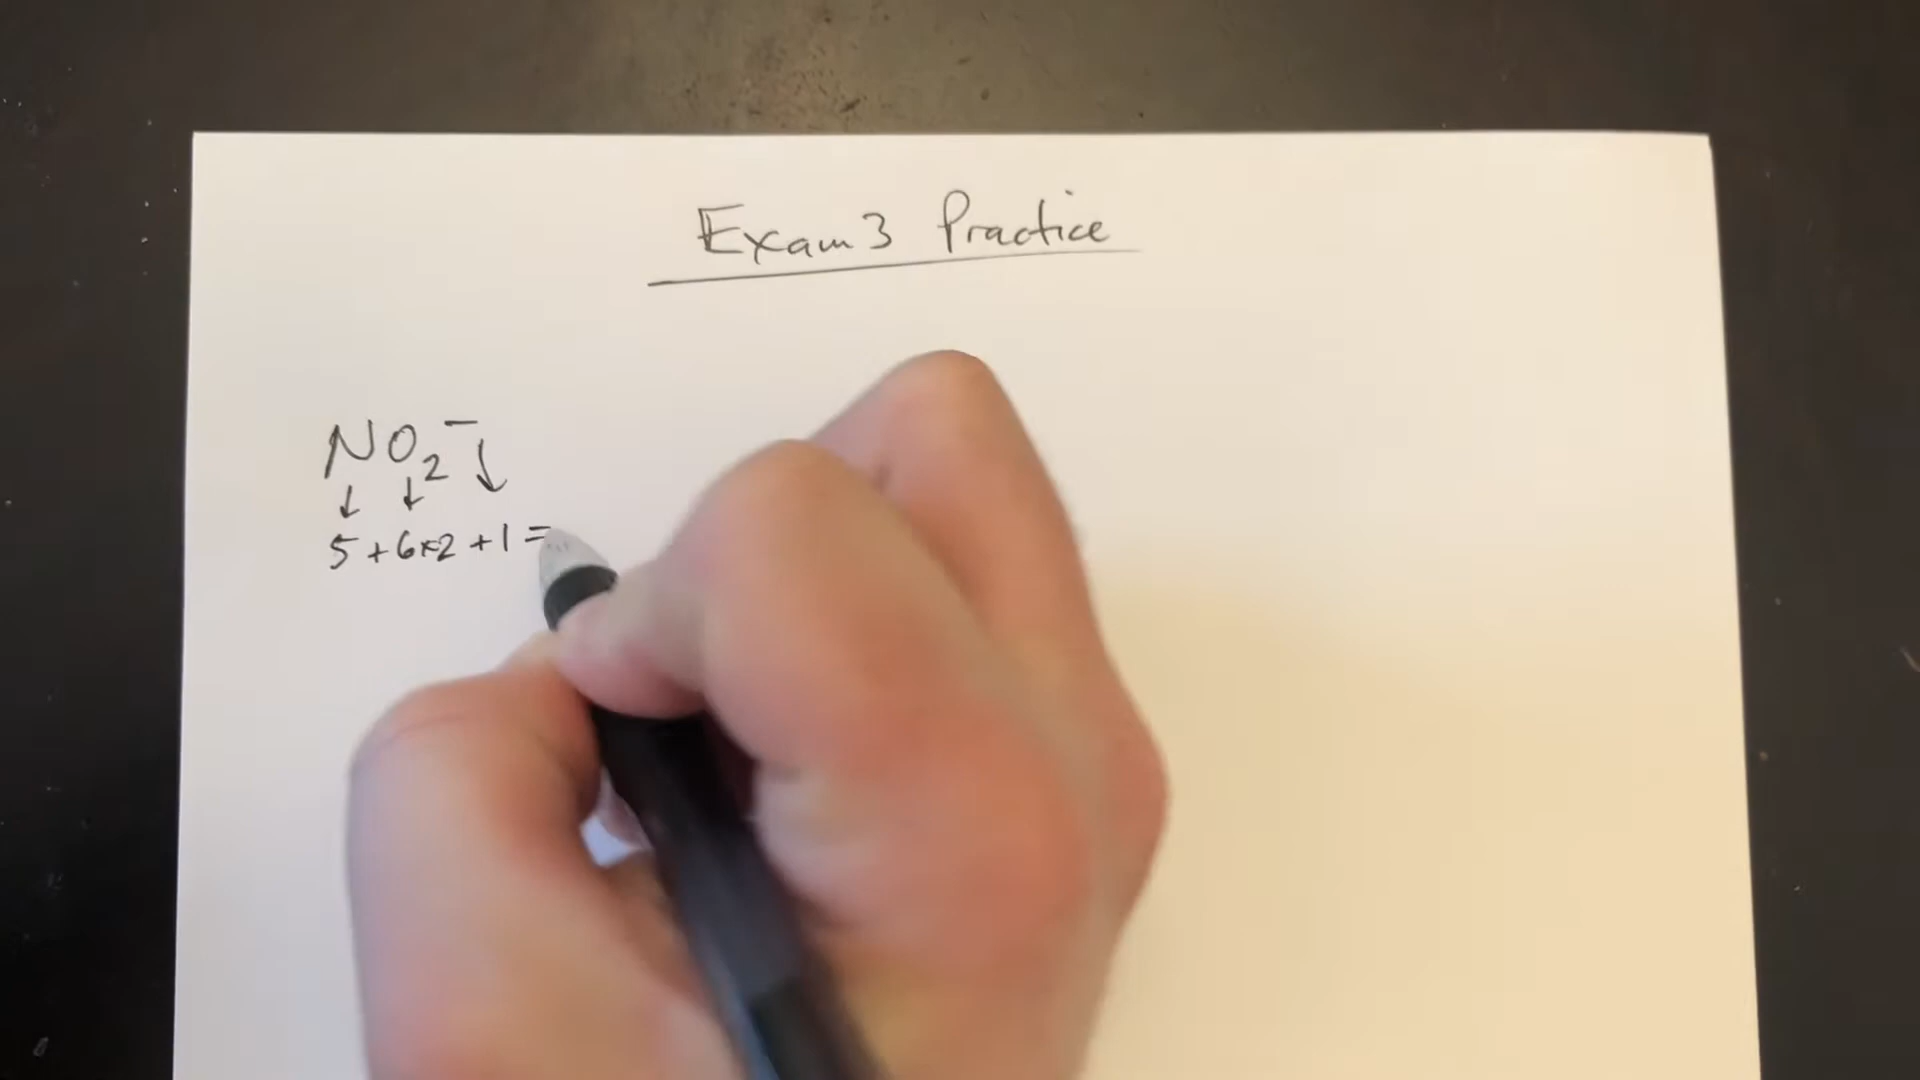 Exam 3 Practice
NO₂⁻
↓ ↓ ↓
5 + 6×2 + 1 =